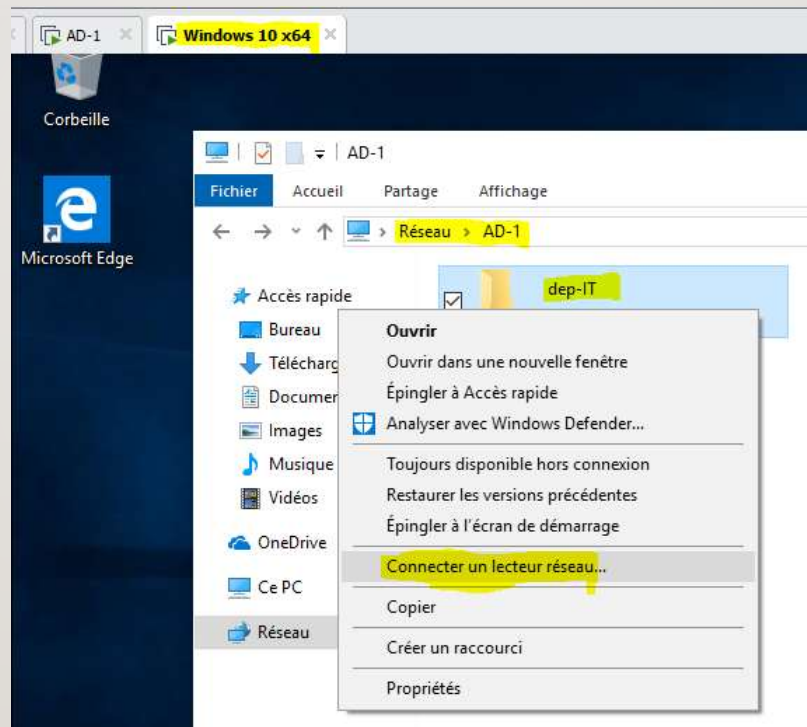 AD-1
Windows 10 x64
Corbeille
Microsoft Edge
AD-1
Fichier Accueil Partage Affichage
Réseau AD-1
Accès rapide
Bureau
Télécharg
Documer
Images
Musique
Vidéos
OneDrive
Ce PC
Réseau
dep-IT
Ouvrir
Ouvrir dans une nouvelle fenêtre
Épingler à Accès rapide
Analyser avec Windows Defender...
Toujours disponible hors connexion
Restaurer les versions précédentes
Épingler à l'écran de démarrage
Connecter un lecteur réseau...
Copier
Créer un raccourci
Propriétés